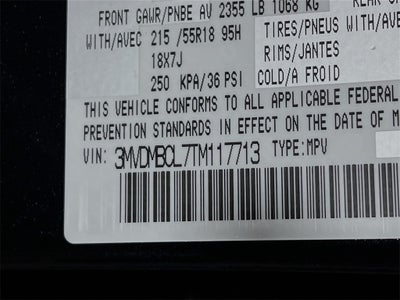 FRONT GAWR/PNBE AV 2355 LB 1068 KG
WITH/AVEC 215 /55R18 95H
TIRES/PNEUS
18X7J
RIMS/JANTES
250 KPA/36 PSI
COLD/A FROID
THIS VEHICLE CONFORMS TO ALL APPLICABLE FEDERAL
PREVENTION STANDARDS IN EFFECT ON THE DATE OF M
VIN: 3MVDMBCL7TM117713 TYPE:MPV